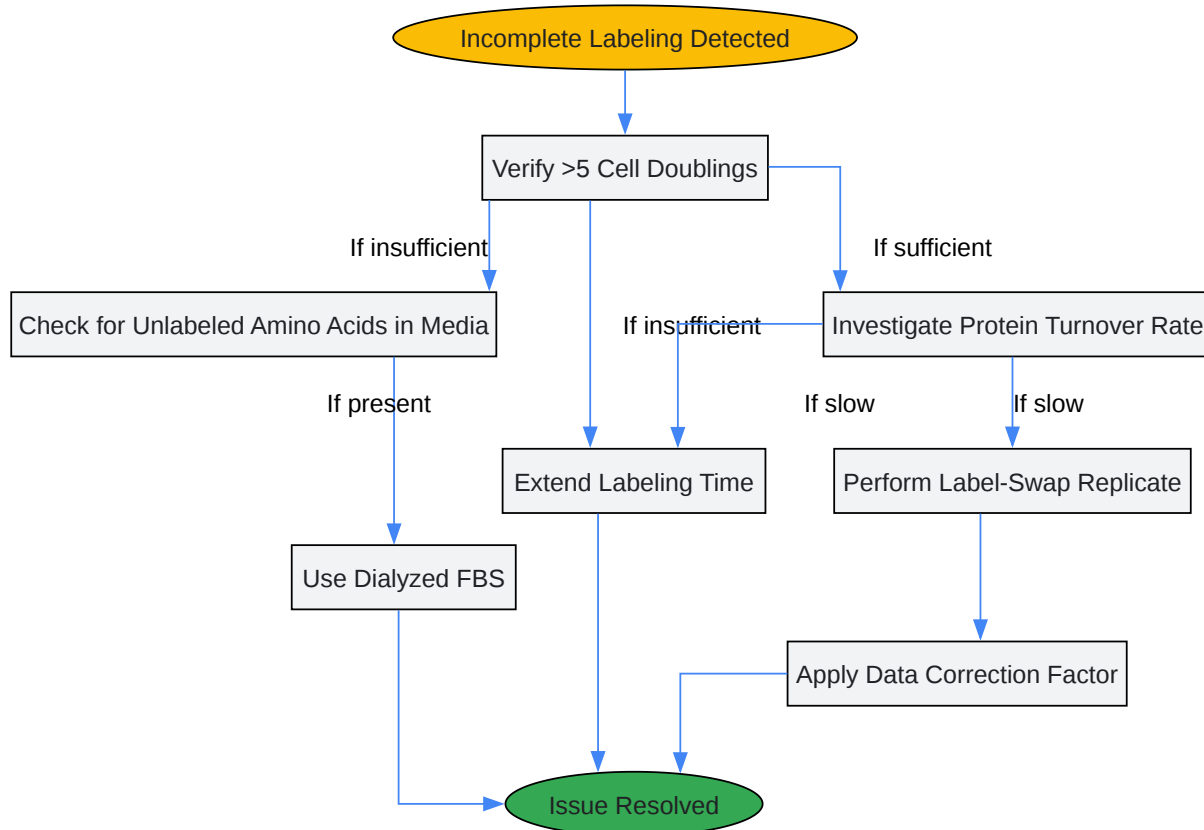 Incomplete Labeling Detected
Verify >5 Cell Doublings
If insufficient
If sufficient
Check for Unlabeled Amino Acids in Media
If insufficient
Investigate Protein Turnover Rate
If present
If slow
If slow
Extend Labeling Time
Perform Label-Swap Replicate
Use Dialyzed FBS
Apply Data Correction Factor
Issue Resolved